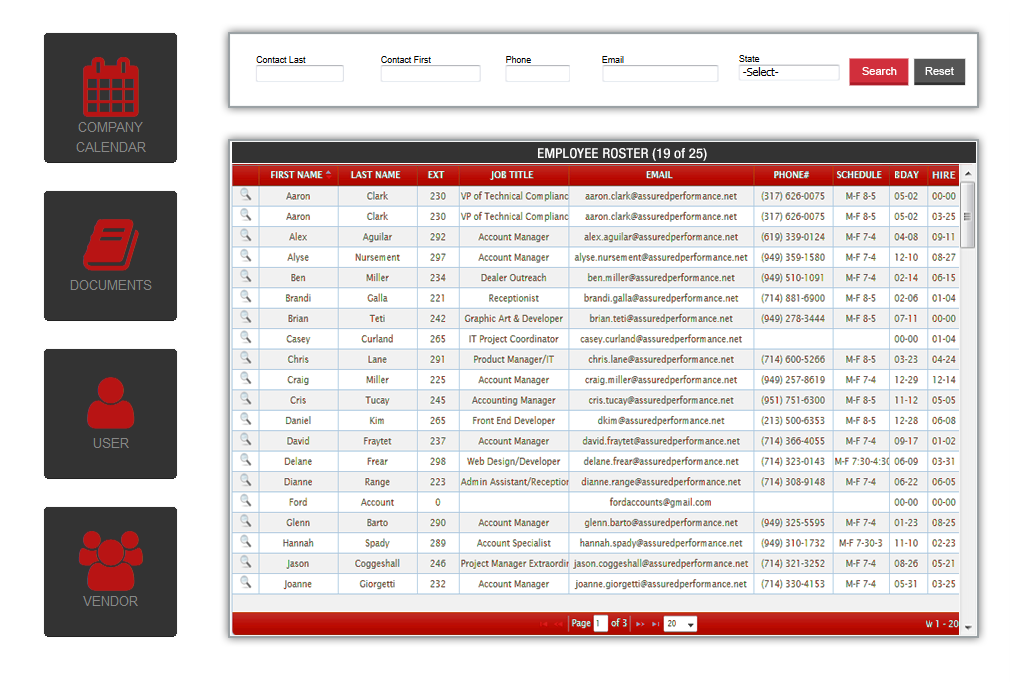 COMPANY
CALENDAR
DOCUMENTS
USER
VENDOR
Contact Last Contact First Phone Email State
-Select- Search Reset
EMPLOYEE ROSTER (19 of 25)
FIRST NAME LAST NAME EXT JOB TITLE EMAIL PHONE# SCHEDULE BDAY HIRE
Aaron Clark 230 VP of Technical Complianc aaron.clark@assuredperformance.net (317) 626-0075 M-F 8-5 05-02 00-00
Aaron Clark 230 VP of Technical Complianc aaron.clark@assuredperformance.net (317) 626-0075 M-F 8-5 05-02 03-25
Alex Aguilar 292 Account Manager alex.aguilar@assuredperformance.net (619) 339-0124 M-F 7-4 04-08 09-11
Alyse Nursement 297 Account Manager alyse.nursement@assuredperformance.net (949) 359-1580 M-F 7-4 12-10 08-27
Ben Miller 234 Dealer Outreach ben.miller@assuredperformance.net (949) 510-1091 M-F 7-4 02-14 06-15
Brandi Galla 221 Receptionist brandi.galla@assuredperformance.net (714) 881-6900 M-F 8-5 02-06 01-04
Brian Teti 242 Graphic Art & Developer brian.teti@assuredperformance.net (949) 278-3444 M-F 8-5 07-11 00-00
Casey Curland 265 IT Project Coordinator casey.curland@assuredperformance.net 00-00 01-04
Chris Lane 291 Product Manager/IT chris.lane@assuredperformance.net (714) 600-5266 M-F 8-5 03-23 04-24
Craig Miller 225 Account Manager craig.miller@assuredperformance.net (949) 257-8619 M-F 7-4 12-29 12-14
Cris Tucay 245 Accounting Manager cris.tucay@assuredperformance.net (951) 751-6300 M-F 8-5 11-12 05-05
Daniel Kim 265 Front End Developer dkim@assuredperformance.net (213) 500-6353 M-F 8-5 12-28 06-08
David Fraytet 237 Account Manager david.fraytet@assuredperformance.net (714) 366-4055 M-F 7-4 09-17 01-02
Delane Frear 298 Web Design/Developer delane.frear@assuredperformance.net (714) 323-0143 M-F 7:30-4:30 06-09 03-31
Dianne Range 223 Admin Assistant/Reception dianne.range@assuredperformance.net (714) 308-9148 M-F 7-4 06-22 06-05
Ford Account 0 fordaccounts@gmail.com 00-00 00-00
Glenn Barto 290 Account Manager glenn.barto@assuredperformance.net (949) 325-5595 M-F 7-4 01-23 08-25
Hannah Spady 289 Account Specialist hannah.spady@assuredperformance.net (949) 310-1732 M-F 7-30-3 11-10 02-23
Jason Coggeshall 246 Project Manager Extraordin jason.coggeshall@assuredperformance.net (714) 321-3252 M-F 7-4 08-26 05-21
Joanne Giorgetti 232 Account Manager joanne.giorgetti@assuredperformance.net (714) 330-4153 M-F 7-4 05-31 03-25
Page 1 of 3 20 1 - 20